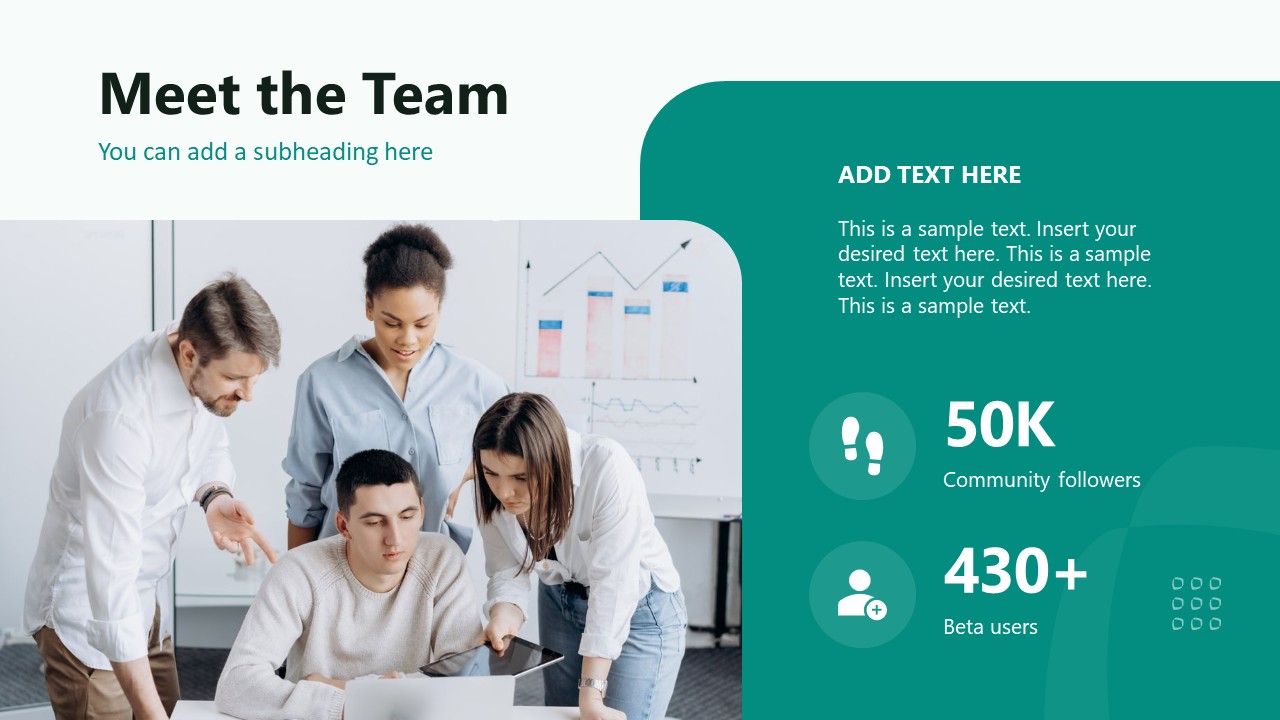 Meet the Team
You can add a subheading here
ADD TEXT HERE
This is a sample text. Insert your
desired text here. This is a sample
text. Insert your desired text here.
This is a sample text.
50K
Community followers
430+
Beta users